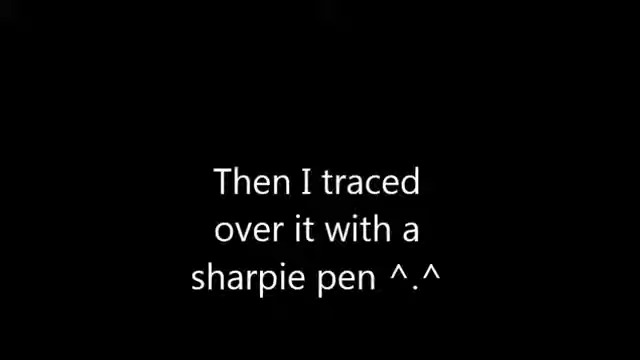 Then I traced
over it with a
sharpie pen ^.^